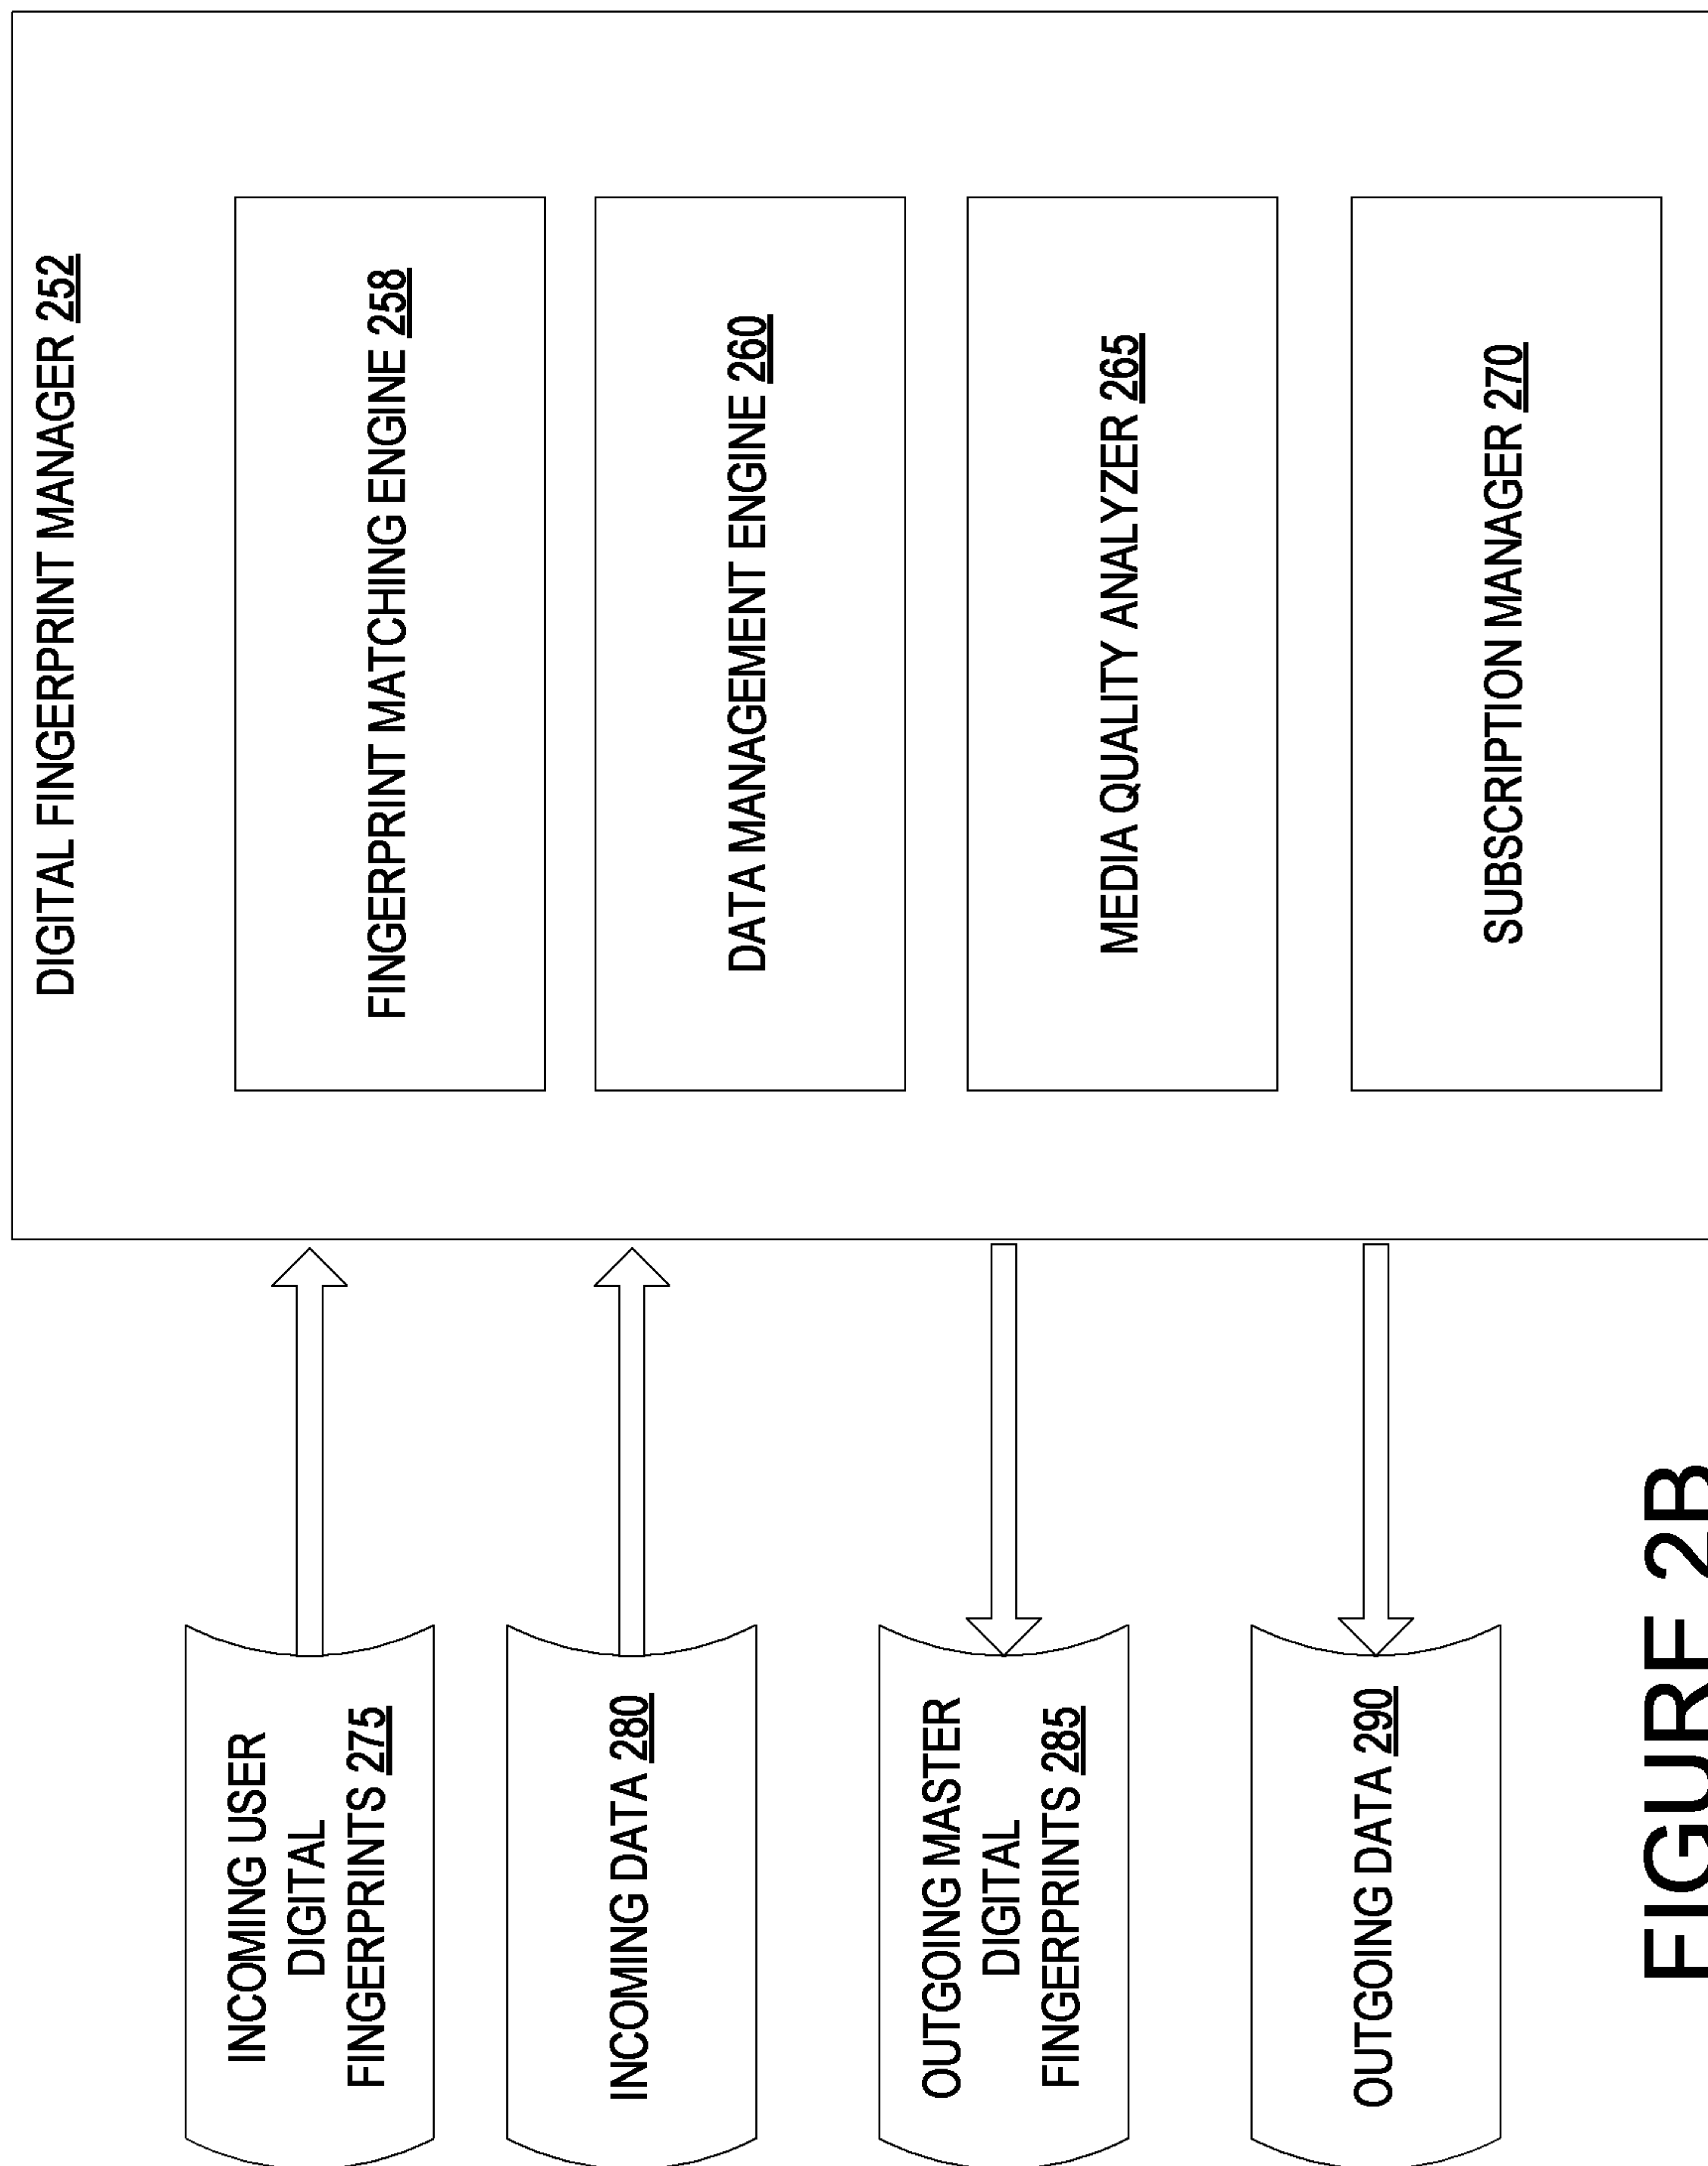 DIGITAL FINGERPRINT MANAGER 252
INCOMING USER
DIGITAL
FINGERPRINTS 275
FINGERPRINT MATCHING ENGINE 258
INCOMING DATA 280
DATA MANAGEMENT ENGINE 260
OUTGOING MASTER
DIGITAL
FINGERPRINTS 285
MEDIA QUALITY ANALYZER 265
OUTGOING DATA 290
SUBSCRIPTION MANAGER 270
FIGURE 2B